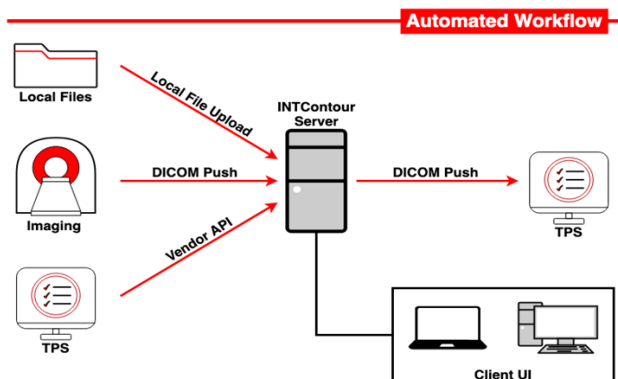 Automated Workflow
Local Files
Local File Upload
INTContour
Server
DICOM Push
DICOM Push
Imaging
TPS
Vendor API
TPS
Client UI